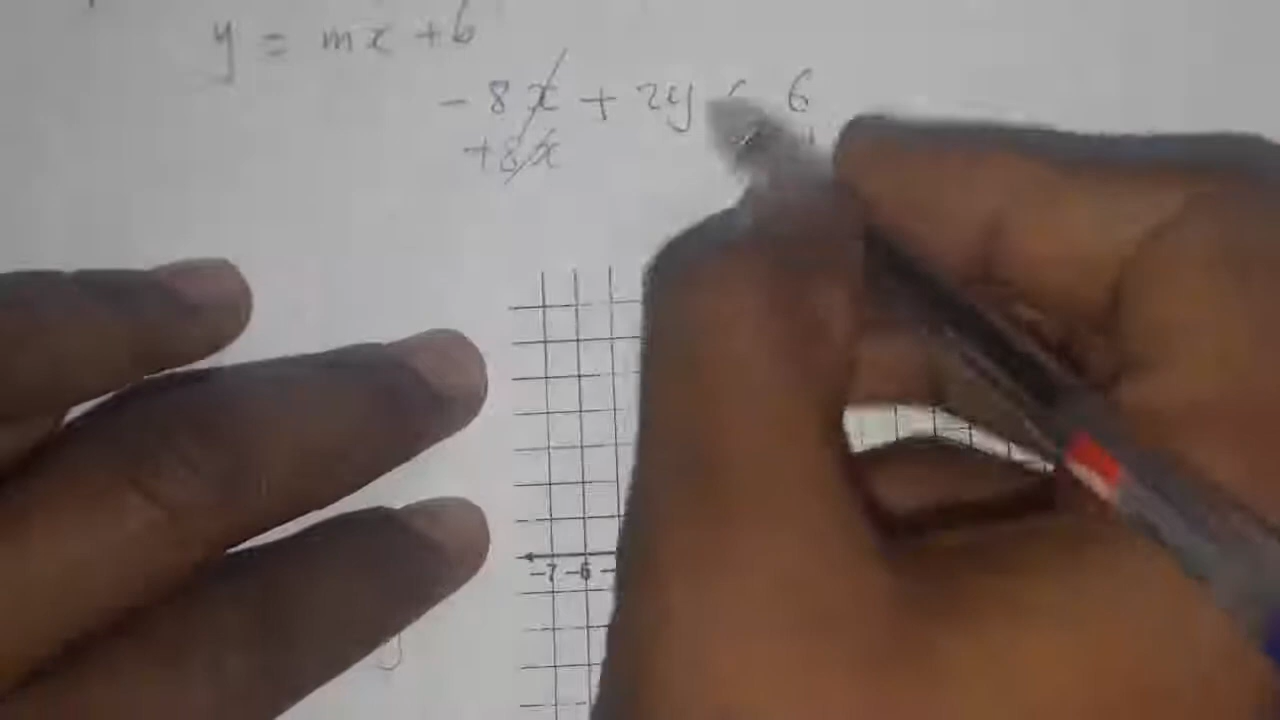 y = mx + b
-8x + 2y 6
+8x
-7 -6